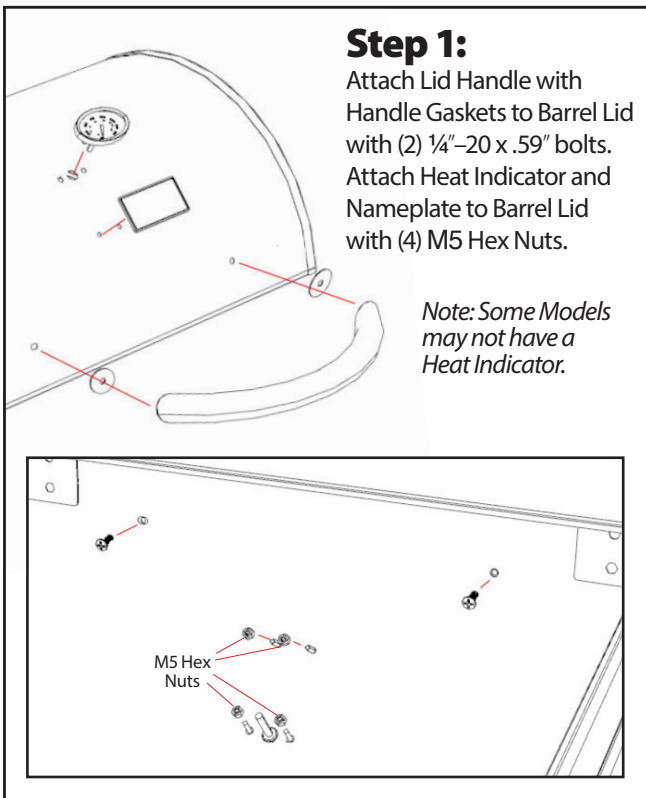 Step 1:
Attach Lid Handle with
Handle Gaskets to Barrel Lid
with (2) ¼″–20 x .59″ bolts.
Attach Heat Indicator and
Nameplate to Barrel Lid
with (4) M5 Hex Nuts.
Note: Some Models
may not have a
Heat Indicator.
M5 Hex
Nuts